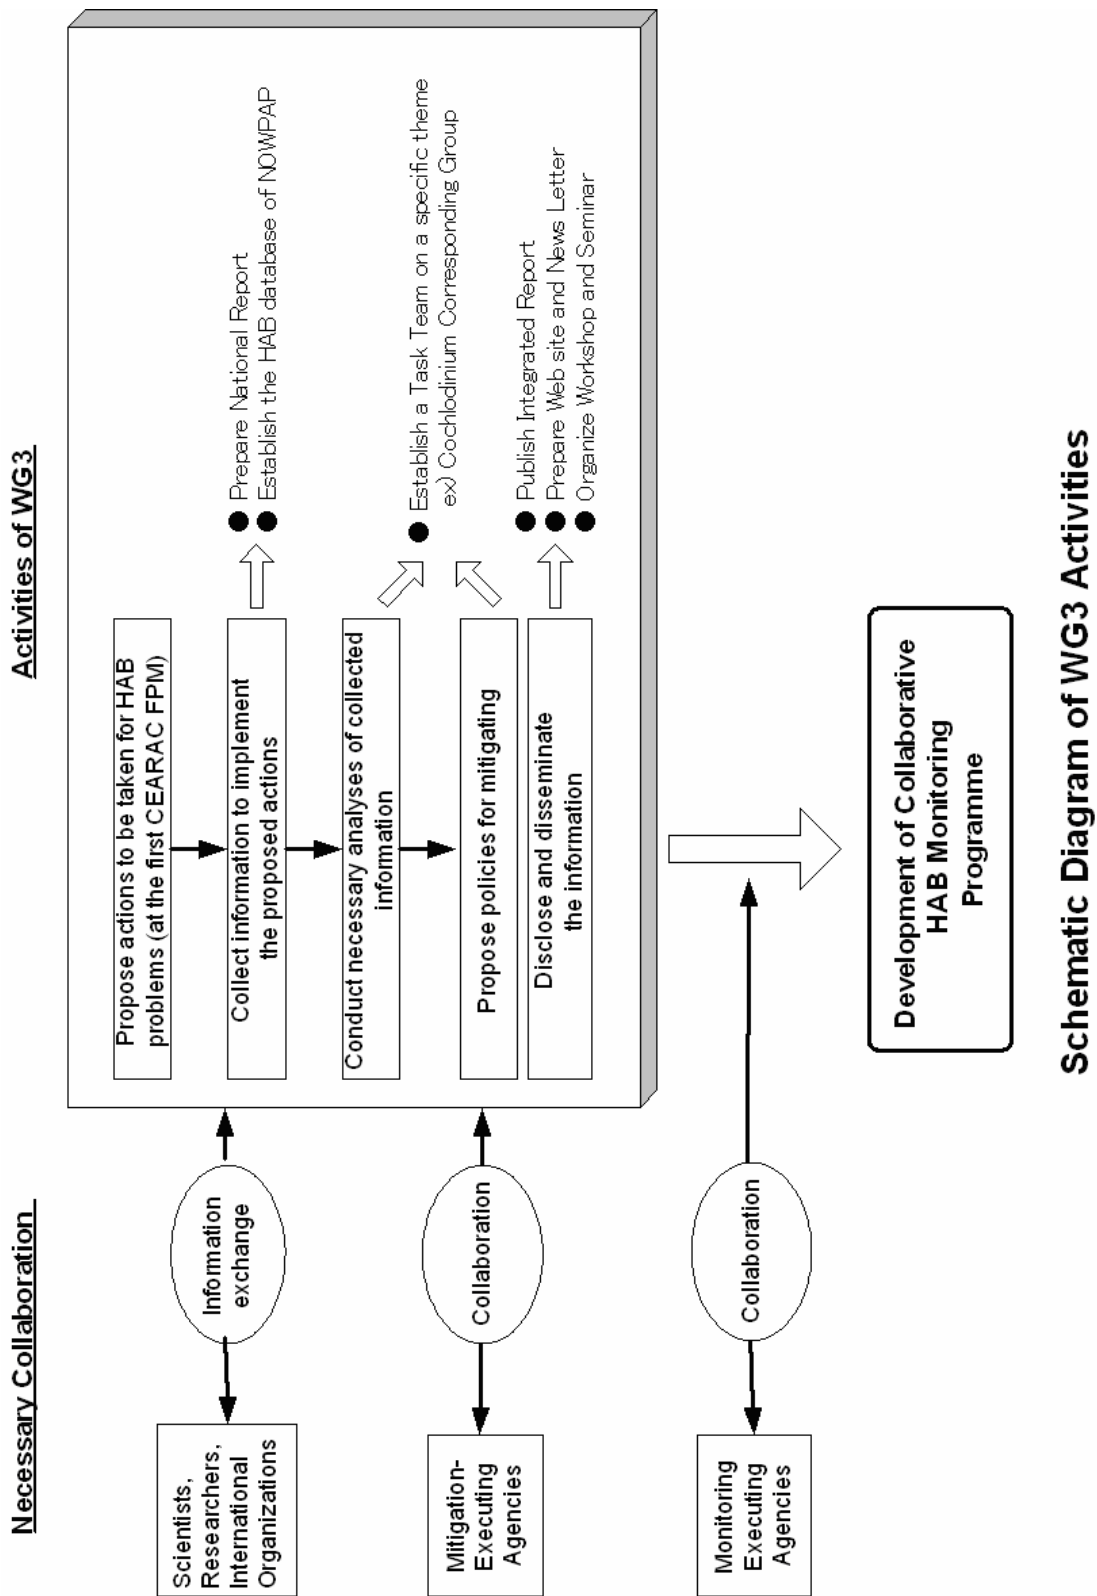 Necessary Collaboration
Activities of WG3
Scientists,
Researchers,
International
Organizations
Information
exchange
Propose actions to be taken for HAB
problems (at the first CEARAC FPM)
Collect information to implement
the proposed actions
● Prepare National Report
● Establish the HAB database of NOWPAP
Conduct necessary analyses of collected
information
● Establish a Task Team on a specific theme
ex) Cochlodinium Corresponding Group
Mitigation-
Executing
Agencies
Collaboration
Propose policies for mitigating
Disclose and disseminate
the information
● Publish Integrated Report
● Prepare Web site and News Letter
● Organize Workshop and Seminar
Monitoring
Executing
Agencies
Collaboration
Development of Collaborative
HAB Monitoring
Programme
Schematic Diagram of WG3 Activities